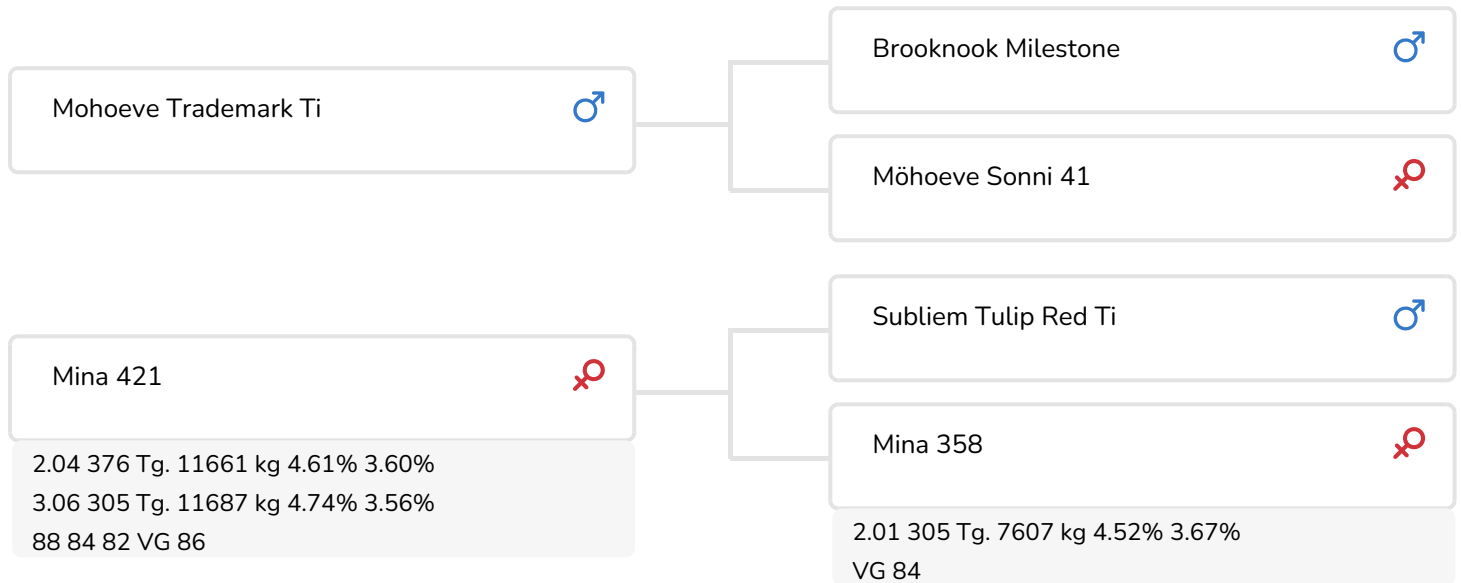 Mohoeve Trademark Ti
Brooknook Milestone
Möhoeve Sonni 41
Mina 421
2.04 376 Tg. 11661 kg 4.61% 3.60%
3.06 305 Tg. 11687 kg 4.74% 3.56%
88 84 82 VG 86
Subliem Tulip Red Ti
Mina 358
2.01 305 Tg. 7607 kg 4.52% 3.67%
VG 84